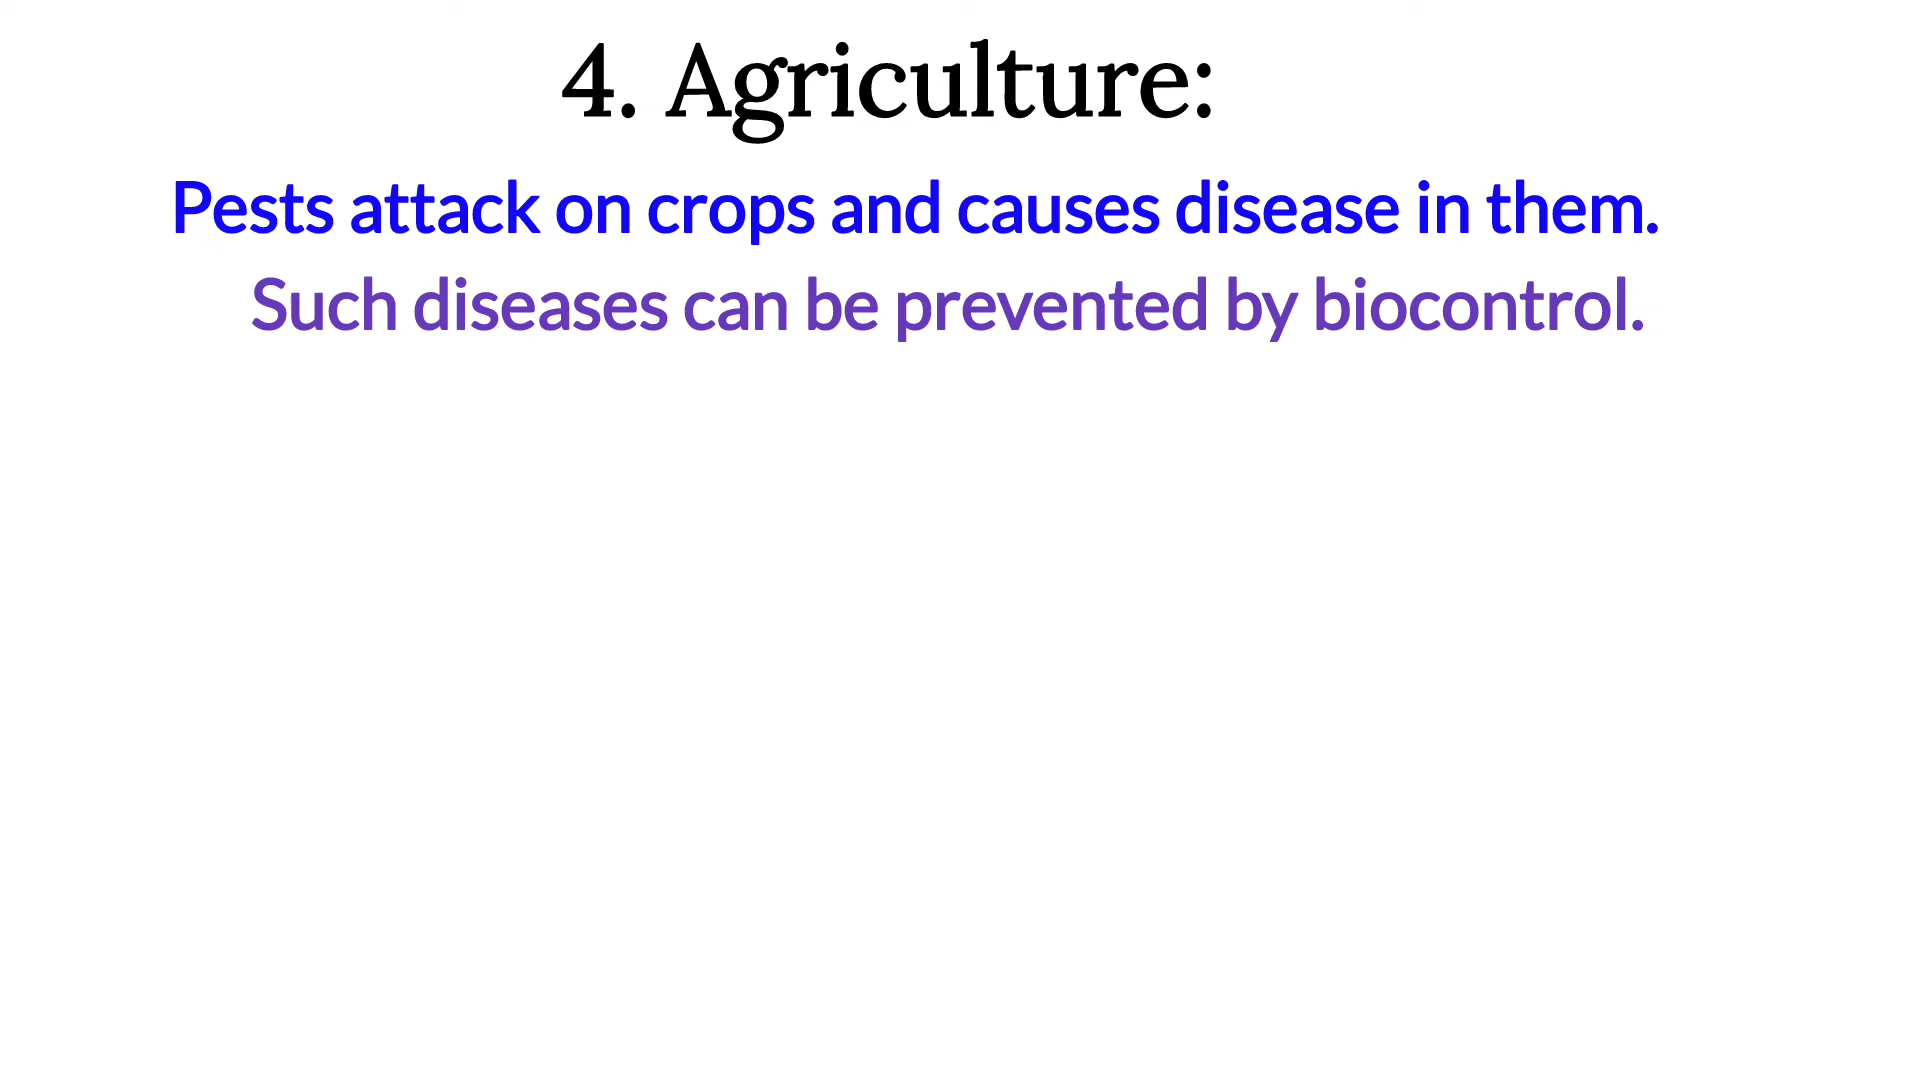 4. Agriculture:
Pests attack on crops and causes disease in them.
Such diseases can be prevented by biocontrol.